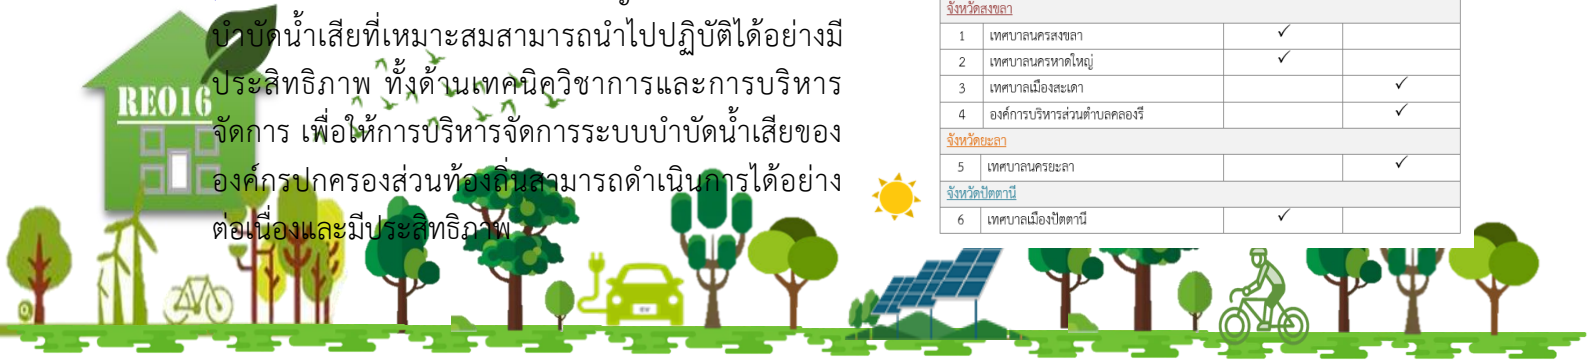 บำบัดน้ำเสียที่เหมาะสมสามารถนำไปปฏิบัติได้อย่างมี
ประสิทธิภาพ ทั้งด้านเทคนิควิชาการและการบริหาร
จัดการ เพื่อให้การบริหารจัดการระบบบำบัดน้ำเสียของ
องค์กรปกครองส่วนท้องถิ่นสามารถดำเนินการได้อย่าง
ต่อเนื่องและมีประสิทธิภาพ
REO16
จังหวัดสงขลา
1 เทศบาลนครสงขลา ✓
2 เทศบาลนครหาดใหญ่ ✓
3 เทศบาลเมืองสะเดา ✓
4 องค์การบริหารส่วนตำบลคลองรี ✓
จังหวัดยะลา
5 เทศบาลนครยะลา ✓
จังหวัดปัตตานี
6 เทศบาลเมืองปัตตานี ✓